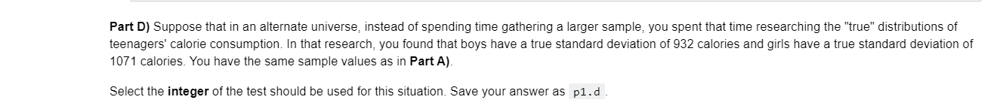 Part D) Suppose that in an alternate universe, instead of spending time gathering a larger sample, you spent that time researching the "true" distributions of
teenagers' calorie consumption. In that research, you found that boys have a true standard deviation of 932 calories and girls have a true standard deviation of
1071 calories. You have the same sample values as in Part A).
Select the integer of the test should be used for this situation. Save your answer as p1.d .